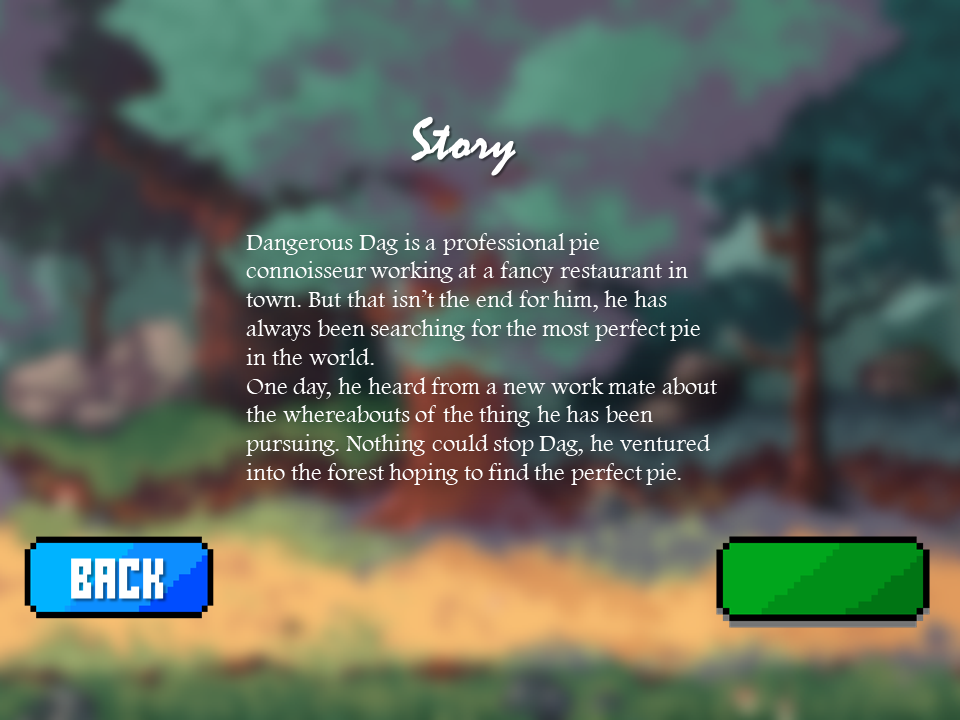 Story
Dangerous Dag is a professional pie
connoisseur working at a fancy restaurant in
town. But that isn’t the end for him, he has
always been searching for the most perfect pie
in the world.
One day, he heard from a new work mate about
the whereabouts of the thing he has been
pursuing. Nothing could stop Dag, he ventured
into the forest hoping to find the perfect pie.
BACK